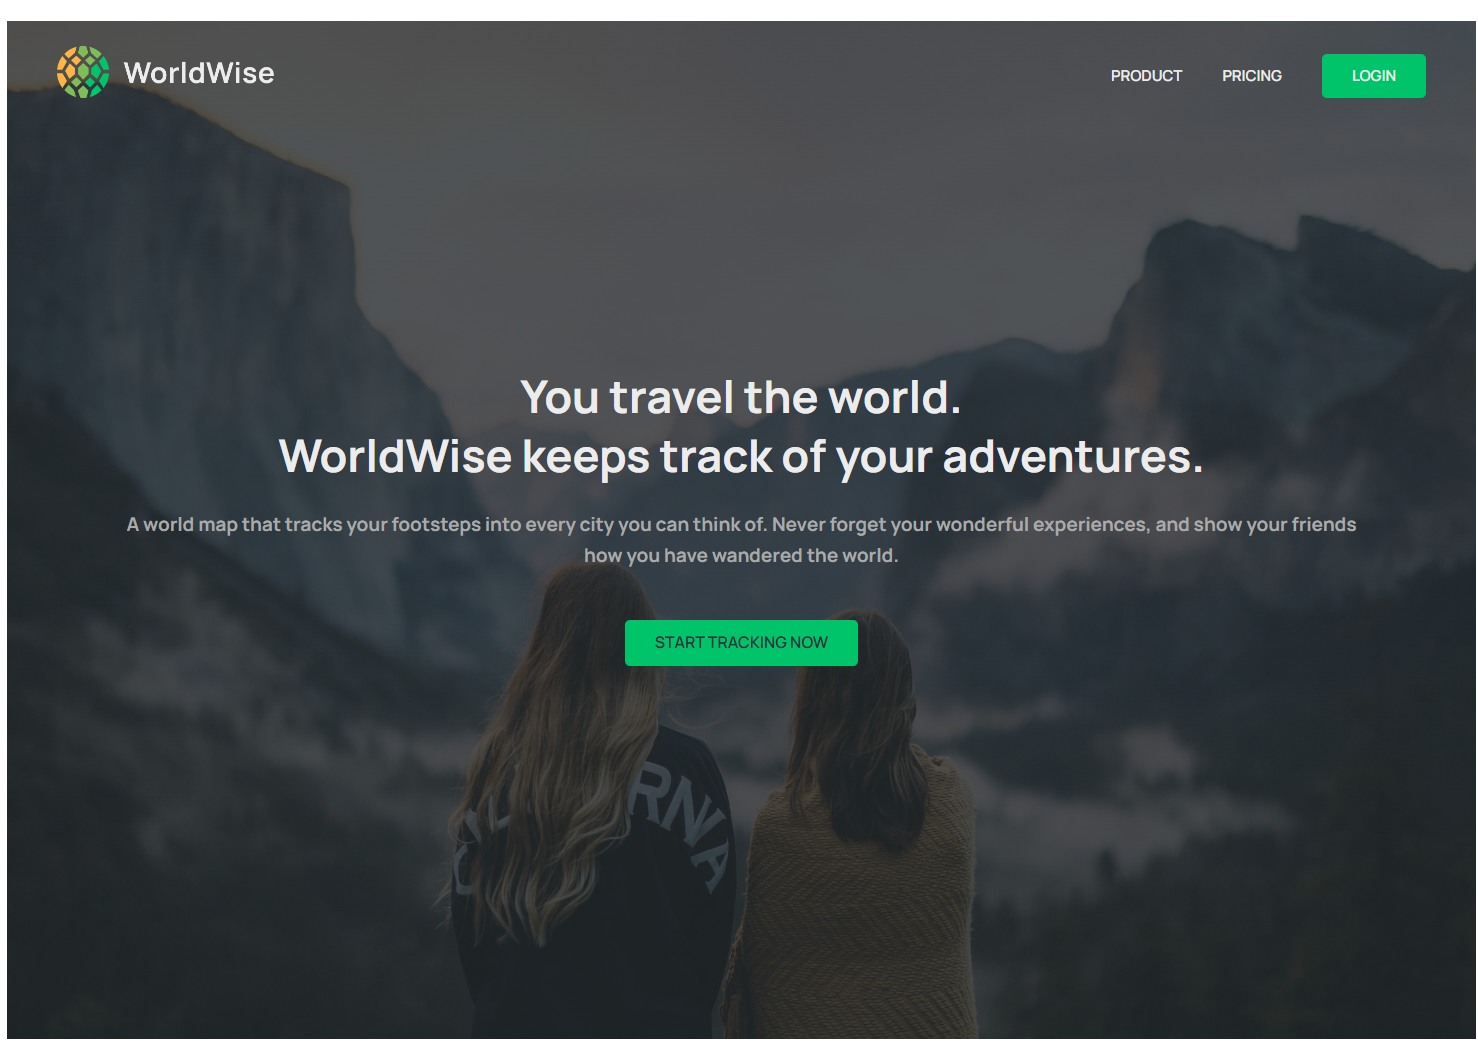 WorldWise
PRODUCT
PRICING
LOGIN
You travel the world.
WorldWise keeps track of your adventures.
A world map that tracks your footsteps into every city you can think of. Never forget your wonderful experiences, and show your friends
how you have wandered the world.
START TRACKING NOW